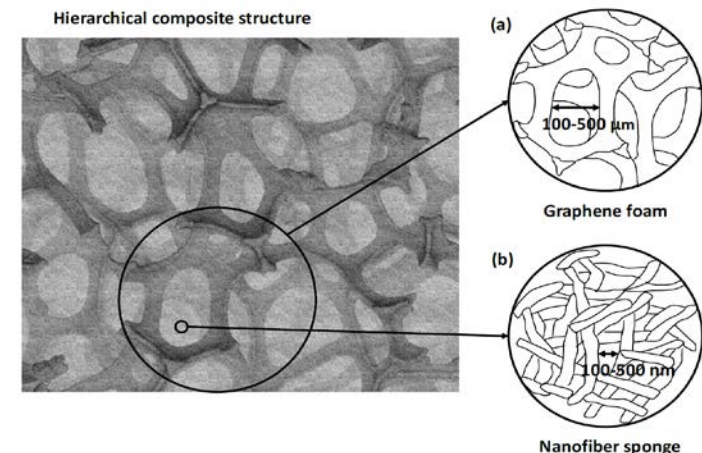 Hierarchical composite structure
(a)
100-500 μm
Graphene foam
(b)
100-500 nm
Nanofiber sponge